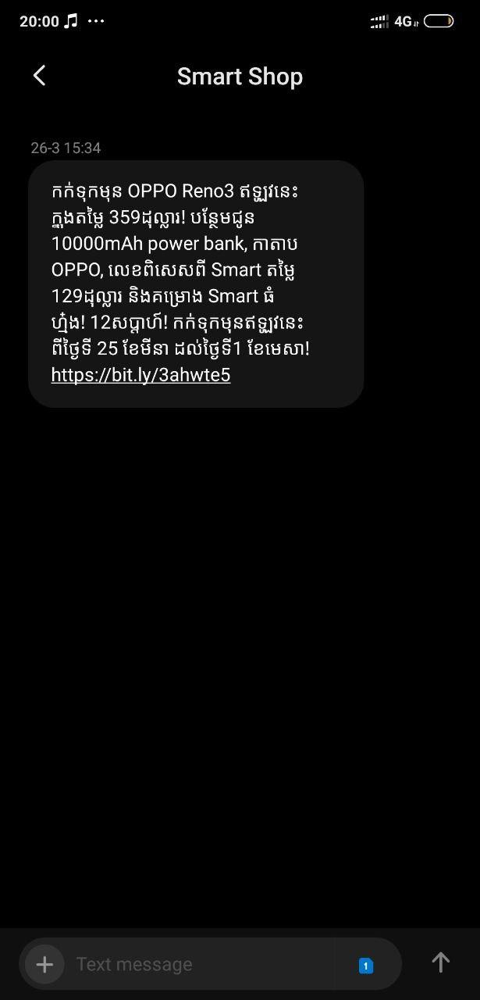 20:00
4G
Smart Shop
26-3 15:34
កក់ទុកមុន OPPO Reno3 ឥឡូវនេះ
ក្នុងតម្លៃ 359ដុល្លារ! បន្ថែមជូន
10000mAh power bank, កាតាប
OPPO, លេខពិសេសពី Smart តម្លៃ
129ដុល្លារ និងគម្រោង Smart ធំ
ហ្ម៎ង! 12សប្តាហ៍! កក់ទុកមុនឥឡូវនេះ
ពីថ្ងៃទី 25 ខែមីនា ដល់ថ្ងៃទី1 ខែមេសា!
https://bit.ly/3ahwte5
Text message
1